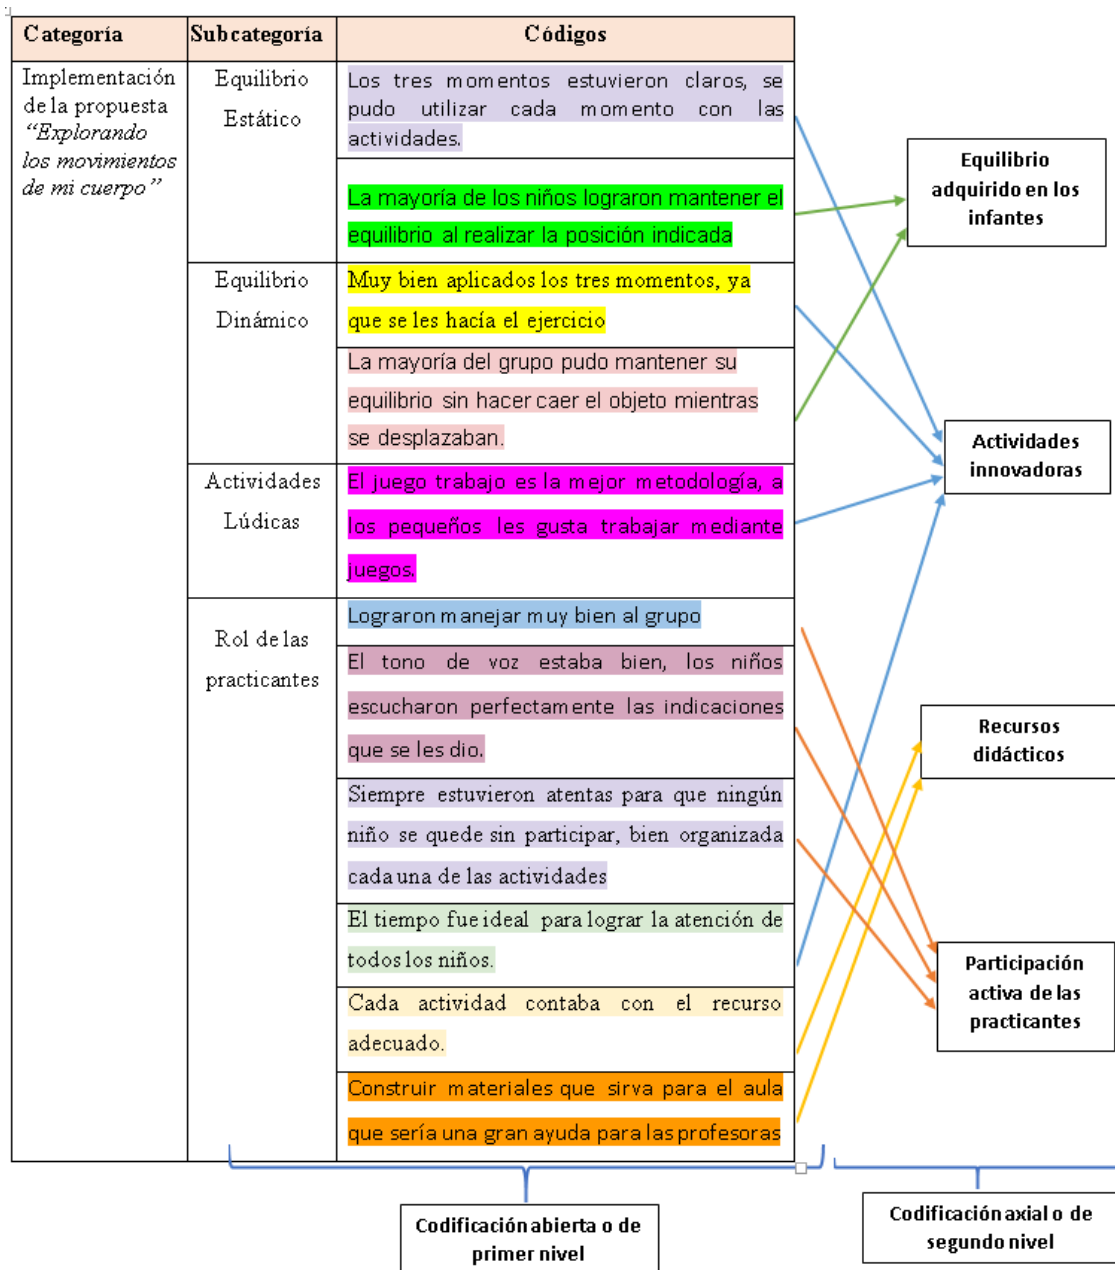 Categoría
Subcategoría
Códigos
Implementación
de la propuesta
“Explorando
los movimientos
de mi cuerpo”
Equilibrio
Estático
Los tres momentos estuvieron claros, se
pudo utilizar cada momento con las
actividades.
La mayoría de los niños lograron mantener el
equilibrio al realizar la posición indicada
Equilibrio
Dinámico
Muy bien aplicados los tres momentos, ya
que se les hacía el ejercicio
La mayoría del grupo pudo mantener su
equilibrio sin hacer caer el objeto mientras
se desplazaban.
Actividades
Lúdicas
El juego trabajo es la mejor metodología, a
los pequeños les gusta trabajar mediante
juegos.
Rol de las
practicantes
Lograron manejar muy bien al grupo
El tono de voz estaba bien, los niños
escucharon perfectamente las indicaciones
que se les dio.
Siempre estuvieron atentas para que ningún
niño se quede sin participar, bien organizada
cada una de las actividades
El tiempo fue ideal para lograr la atención de
todos los niños.
Cada actividad contaba con el recurso
adecuado.
Construir materiales que sirva para el aula
que sería una gran ayuda para las profesoras
Equilibrio
adquirido en los
infantes
Actividades
innovadoras
Recursos
didácticos
Participación
activa de las
practicantes
Codificación abierta o de
primer nivel
Codificación axial o de
segundo nivel